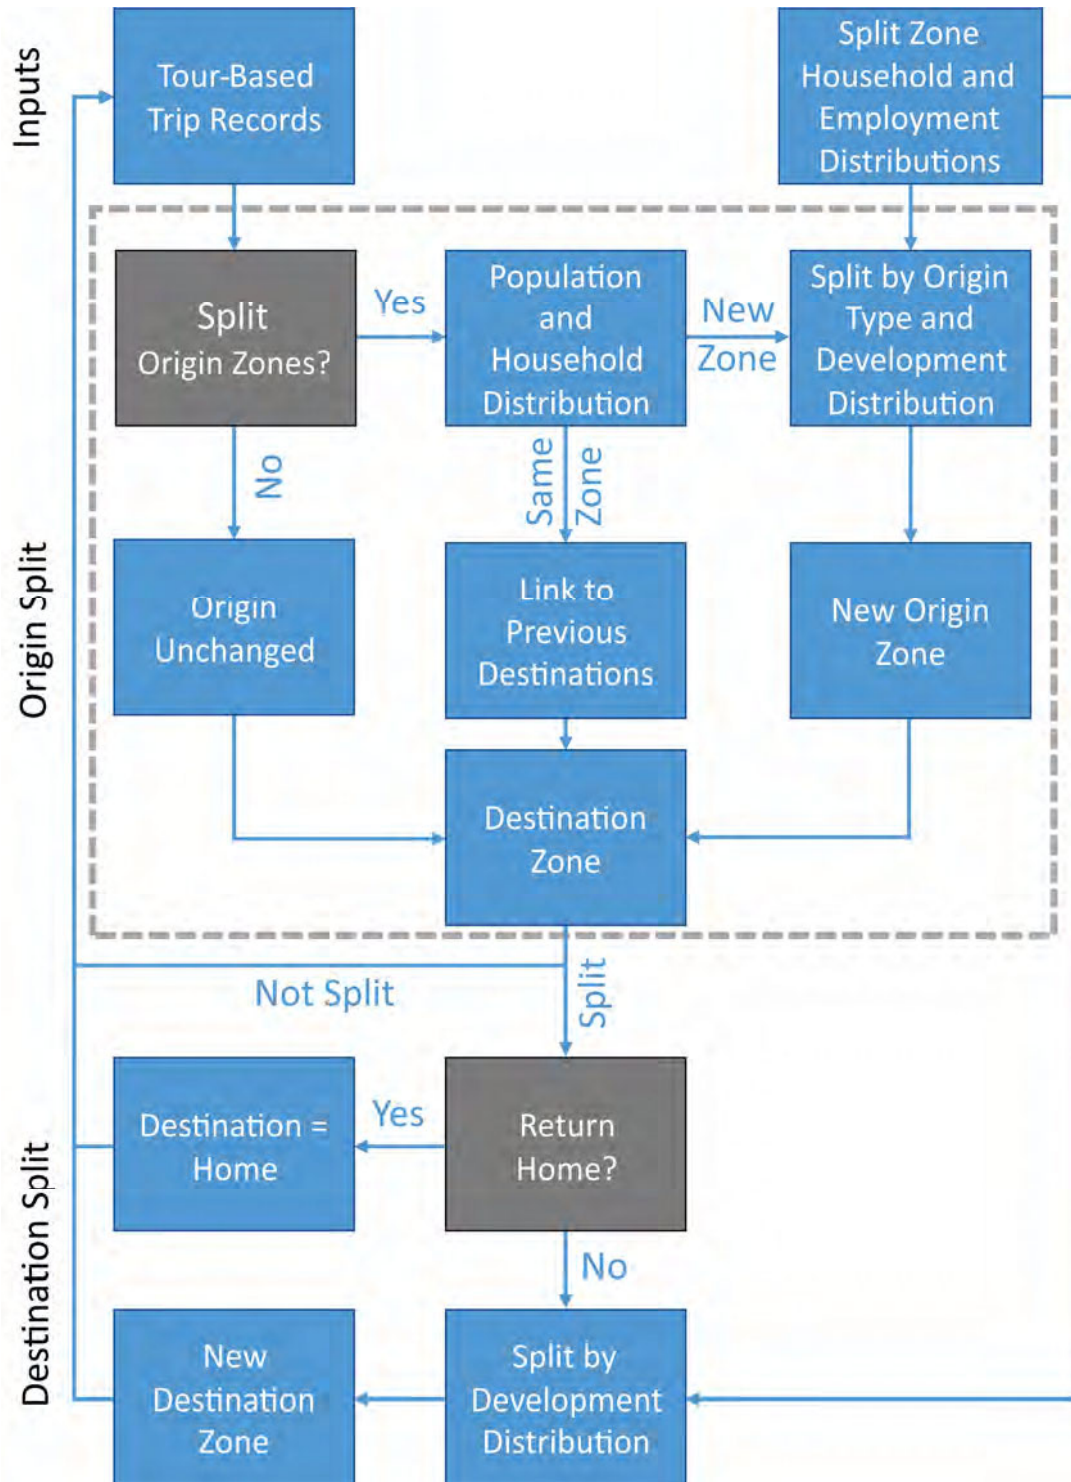 Inputs
Tour-Based
Trip Records
Split Zone
Household and
Employment
Distributions
Origin Split
Split
Origin Zones?
Yes
Population
and
Household
Distribution
New
Zone
Split by Origin
Type and
Development
Distribution
No
Same
Zone
Origin
Unchanged
Link to
Previous
Destinations
New Origin
Zone
Destination
Zone
Not Split
Split
Destination Split
Destination =
Home
Yes
Return
Home?
No
New
Destination
Zone
Split by
Development
Distribution